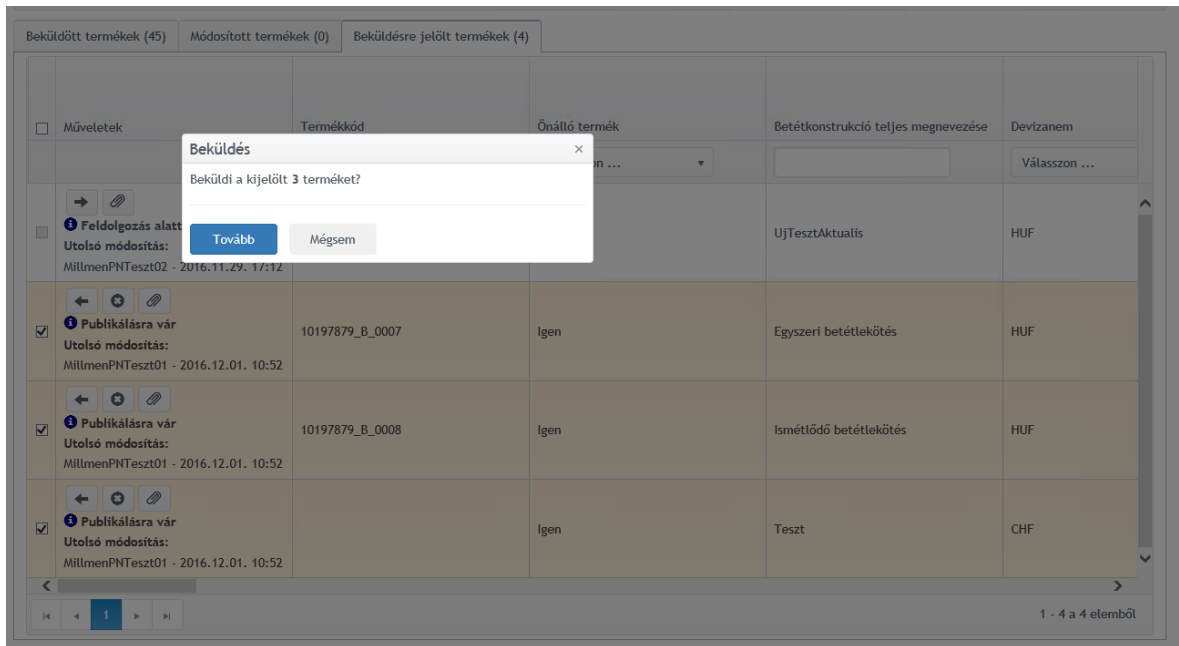 Beküldött termékek (45) Módosított termékek (0) Beküldésre jelölt termékek (4)
Műveletek Termékkód Önálló termék Betétkonstrukció teljes megnevezése Devizanem
Beküldés ×
on ... Válasszon ...
Beküldi a kijelölt 3 terméket?
Tovább Mégsem
Feldolgozás alatt
Utolsó módosítás:
MillmenPNTeszt02 - 2016.11.29. 17:12
UjTesztAktualis HUF
Publikálásra vár
Utolsó módosítás:
MillmenPNTeszt01 - 2016.12.01. 10:52
10197879_B_0007 Igen Egyszeri betétlekötés HUF
Publikálásra vár
Utolsó módosítás:
MillmenPNTeszt01 - 2016.12.01. 10:52
10197879_B_0008 Igen Ismétlődő betétlekötés HUF
Publikálásra vár
Utolsó módosítás:
MillmenPNTeszt01 - 2016.12.01. 10:52
Igen Teszt CHF
1
1 - 4 a 4 elemből